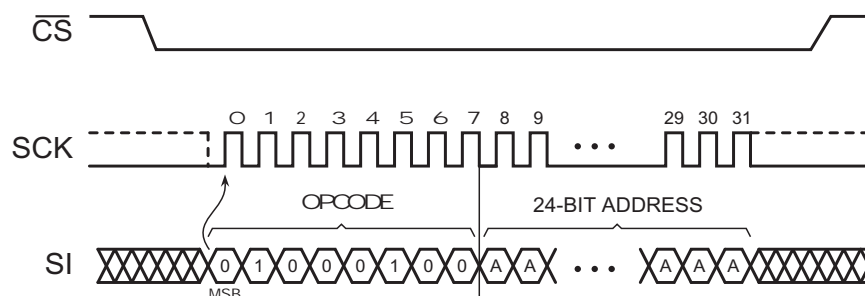 CS
0 1 2 3 4 5 6 7 8 9 29 30 31
SCK
OPCODE 24-BIT ADDRESS
SI 0 1 0 0 0 1 0 0 A A A A A
MSB